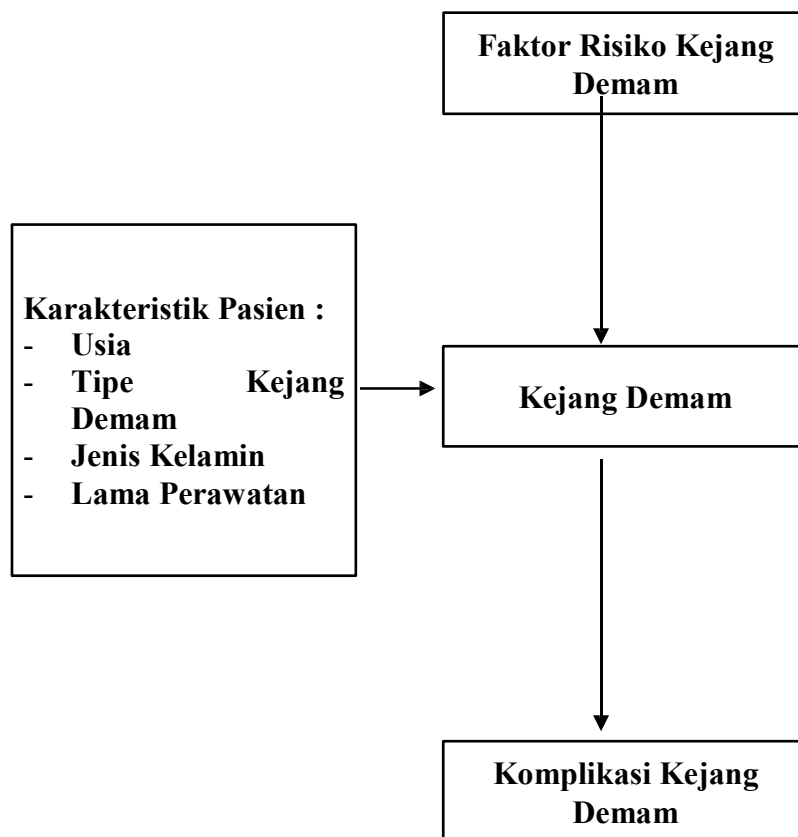 Faktor Risiko Kejang
Demam
Karakteristik Pasien :
- Usia
- Tipe Kejang
Demam
- Jenis Kelamin
- Lama Perawatan
Kejang Demam
Komplikasi Kejang
Demam